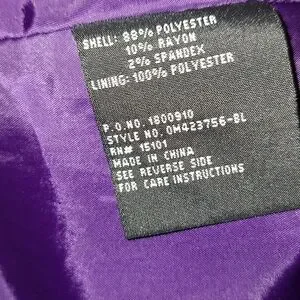 SHELL: 88% POLYESTER
10% RAYON
2% SPANDEX
LINING: 100% POLYESTER
P.O.NO. 1800910
STYLE NO. OM423756-BL
RN# 15101
MADE IN CHINA
SEE REVERSE SIDE
FOR CARE INSTRUCTIONS